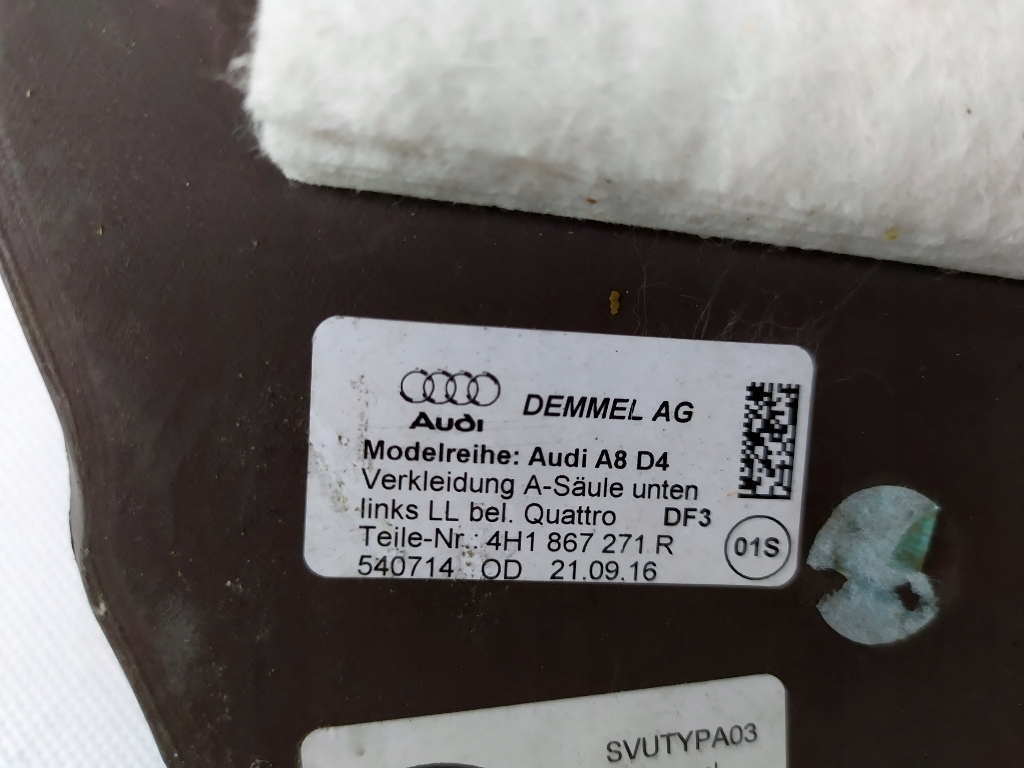 Audi
DEMMEL AG
Modelreihe: Audi A8 D4
Verkleidung A-Säule unten
links LL bel. Quattro DF3
Teile-Nr.: 4H1 867 271 R
01S
540714 OD 21.09.16
SVUTYPA03